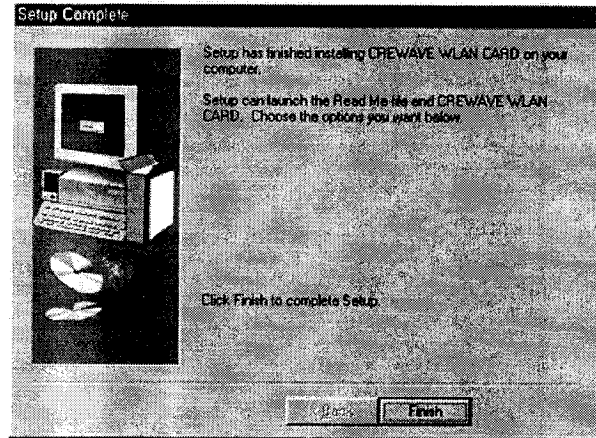 Setup Complete
Setup has finished installing CREWAVE WLAN CARD on your
computer.
Setup can launch the Read Me file and CREWAVE WLAN
CARD. Choose the options you want below.
Click Finish to complete Setup.
< Back
Finish